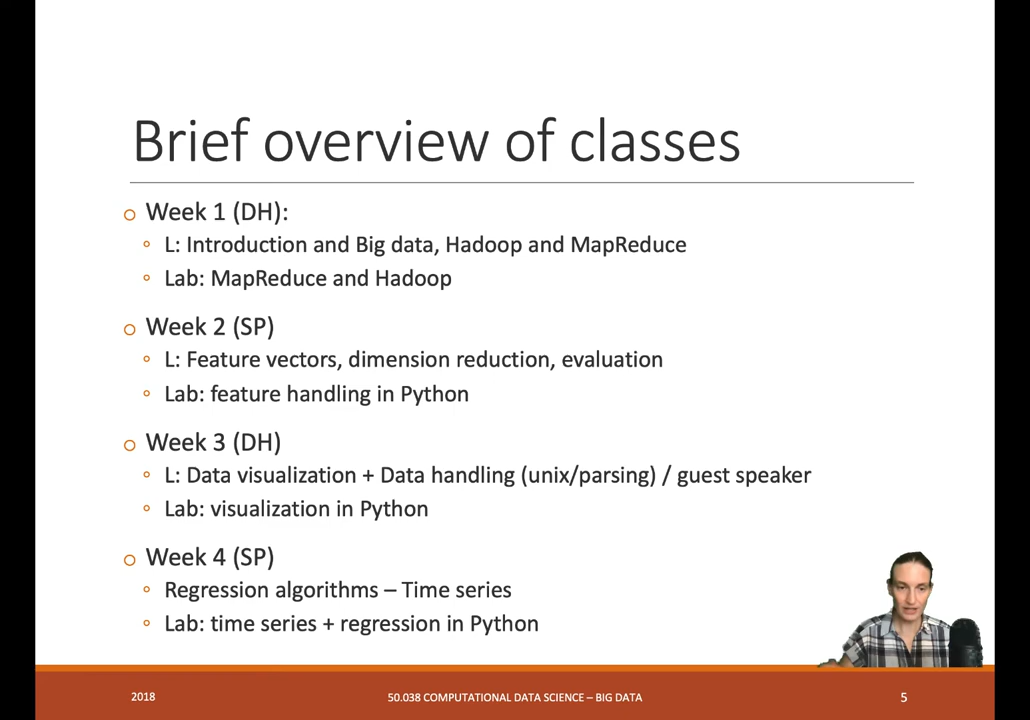 Brief overview of classes
Week 1 (DH):
L: Introduction and Big data, Hadoop and MapReduce
Lab: MapReduce and Hadoop
Week 2 (SP)
L: Feature vectors, dimension reduction, evaluation
Lab: feature handling in Python
Week 3 (DH)
L: Data visualization + Data handling (unix/parsing) / guest speaker
Lab: visualization in Python
Week 4 (SP)
Regression algorithms – Time series
Lab: time series + regression in Python
2018 50.038 COMPUTATIONAL DATA SCIENCE – BIG DATA 5